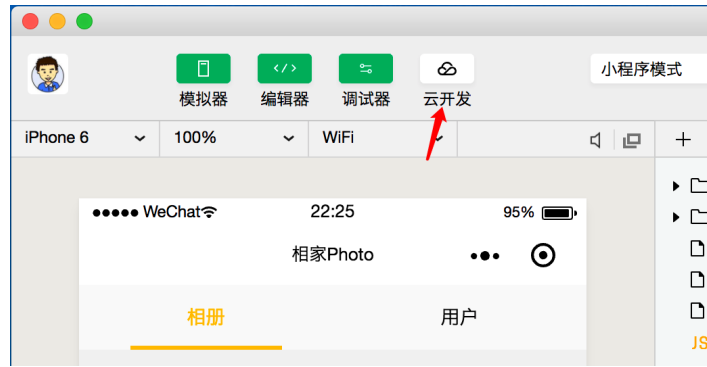 模拟器 编辑器 调试器 云开发 小程序模式
iPhone 6 100% WiFi
WeChat 22:25 95%
相家Photo
相册 用户
JS